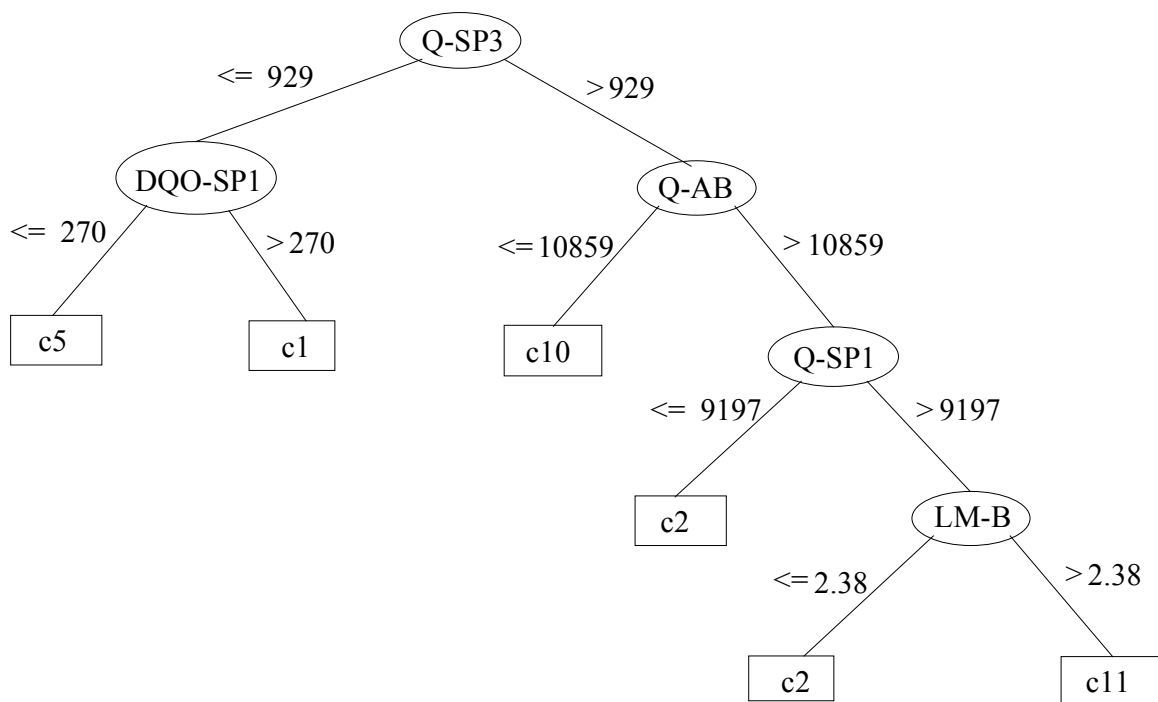 Q-SP3
<= 929
> 929
DQO-SP1
Q-AB
<= 270
> 270
<= 10859
> 10859
c5
c1
c10
Q-SP1
<= 9197
> 9197
c2
LM-B
<= 2.38
> 2.38
c2
c11